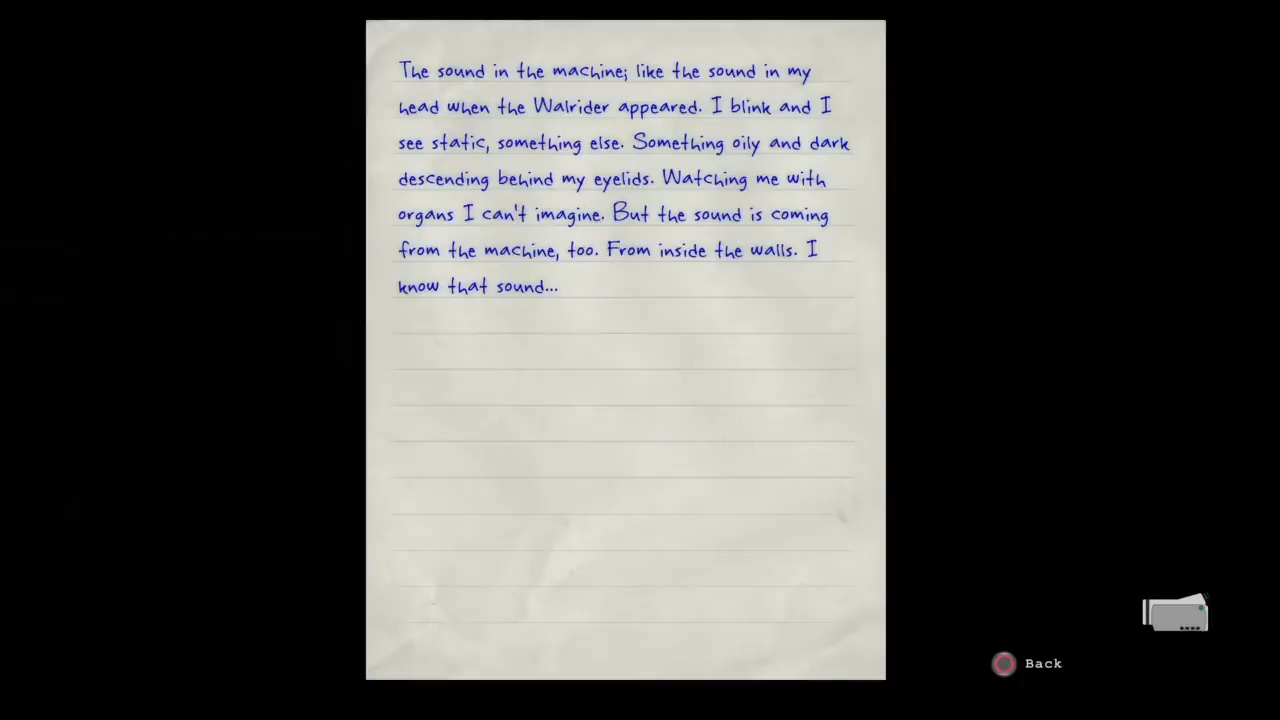 The sound in the machine; like the sound in my
head when the Walrider appeared. I blink and I
see static, something else. Something oily and dark
descending behind my eyelids. Watching me with
organs I can't imagine. But the sound is coming
from the machine, too. From inside the walls. I
know that sound...
Back